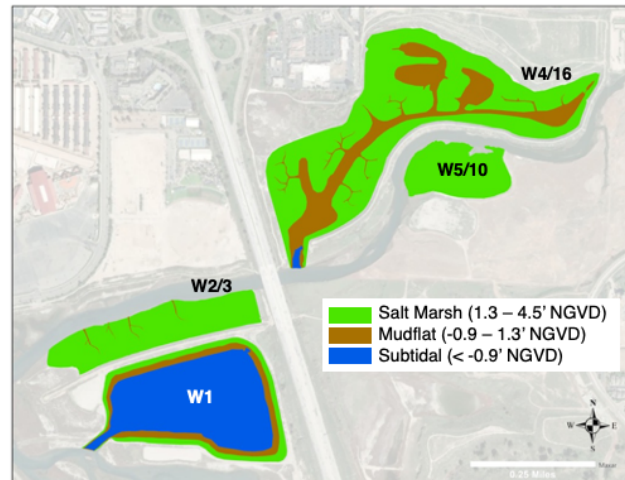 W4/16
W5/10
W2/3
Salt Marsh (1.3 – 4.5' NGVD)
Mudflat (-0.9 – 1.3' NGVD)
Subtidal (< -0.9' NGVD)
W1
N
W E
S
Maxar
0.25 Miles